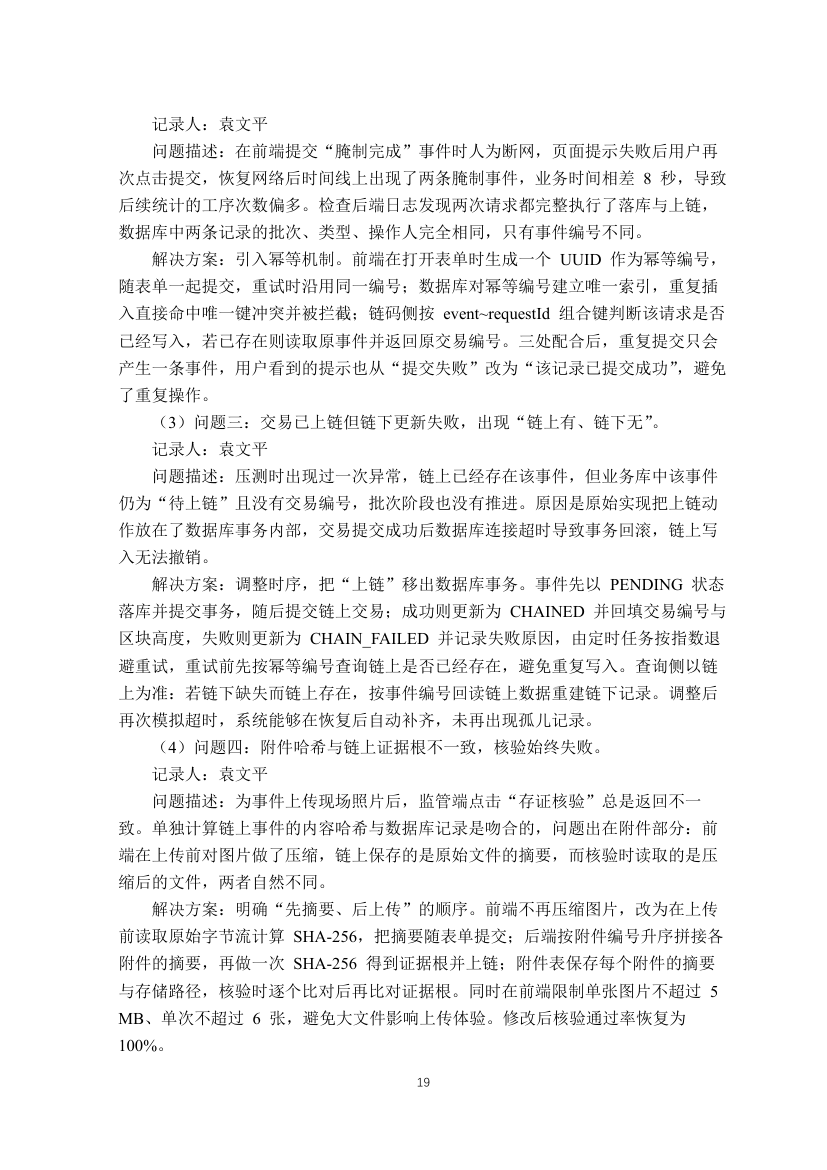 记录人：袁文平
问题描述：在前端提交“腌制完成”事件时人为断网，页面提示失败后用户再
次点击提交，恢复网络后时间线上出现了两条腌制事件，业务时间相差 8 秒，导致
后续统计的工序次数偏多。检查后端日志发现两次请求都完整执行了落库与上链，
数据库中两条记录的批次、类型、操作人完全相同，只有事件编号不同。
解决方案：引入幂等机制。前端在打开表单时生成一个 UUID 作为幂等编号，
随表单一起提交，重试时沿用同一编号；数据库对幂等编号建立唯一索引，重复插
入直接命中唯一键冲突并被拦截；链码侧按 event~requestId 组合键判断该请求是否
已经写入，若已存在则读取原事件并返回原交易编号。三处配合后，重复提交只会
产生一条事件，用户看到的提示也从“提交失败”改为“该记录已提交成功”，避免
了重复操作。
（3）问题三：交易已上链但链下更新失败，出现“链上有、链下无”。
记录人：袁文平
问题描述：压测时出现过一次异常，链上已经存在该事件，但业务库中该事件
仍为“待上链”且没有交易编号，批次阶段也没有推进。原因是原始实现把上链动
作放在了数据库事务内部，交易提交成功后数据库连接超时导致事务回滚，链上写
入无法撤销。
解决方案：调整时序，把“上链”移出数据库事务。事件先以 PENDING 状态
落库并提交事务，随后提交链上交易；成功则更新为 CHAINED 并回填交易编号与
区块高度，失败则更新为 CHAIN_FAILED 并记录失败原因，由定时任务按指数退
避重试，重试前先按幂等编号查询链上是否已经存在，避免重复写入。查询侧以链
上为准：若链下缺失而链上存在，按事件编号回读链上数据重建链下记录。调整后
再次模拟超时，系统能够在恢复后自动补齐，未再出现孤儿记录。
（4）问题四：附件哈希与链上证据根不一致，核验始终失败。
记录人：袁文平
问题描述：为事件上传现场照片后，监管端点击“存证核验”总是返回不一
致。单独计算链上事件的内容哈希与数据库记录是吻合的，问题出在附件部分：前
端在上传前对图片做了压缩，链上保存的是原始文件的摘要，而核验时读取的是压
缩后的文件，两者自然不同。
解决方案：明确“先摘要、后上传”的顺序。前端不再压缩图片，改为在上传
前读取原始字节流计算 SHA-256，把摘要随表单提交；后端按附件编号升序拼接各
附件的摘要，再做一次 SHA-256 得到证据根并上链；附件表保存每个附件的摘要
与存储路径，核验时逐个比对后再比对证据根。同时在前端限制单张图片不超过 5
MB、单次不超过 6 张，避免大文件影响上传体验。修改后核验通过率恢复为
100%。
19